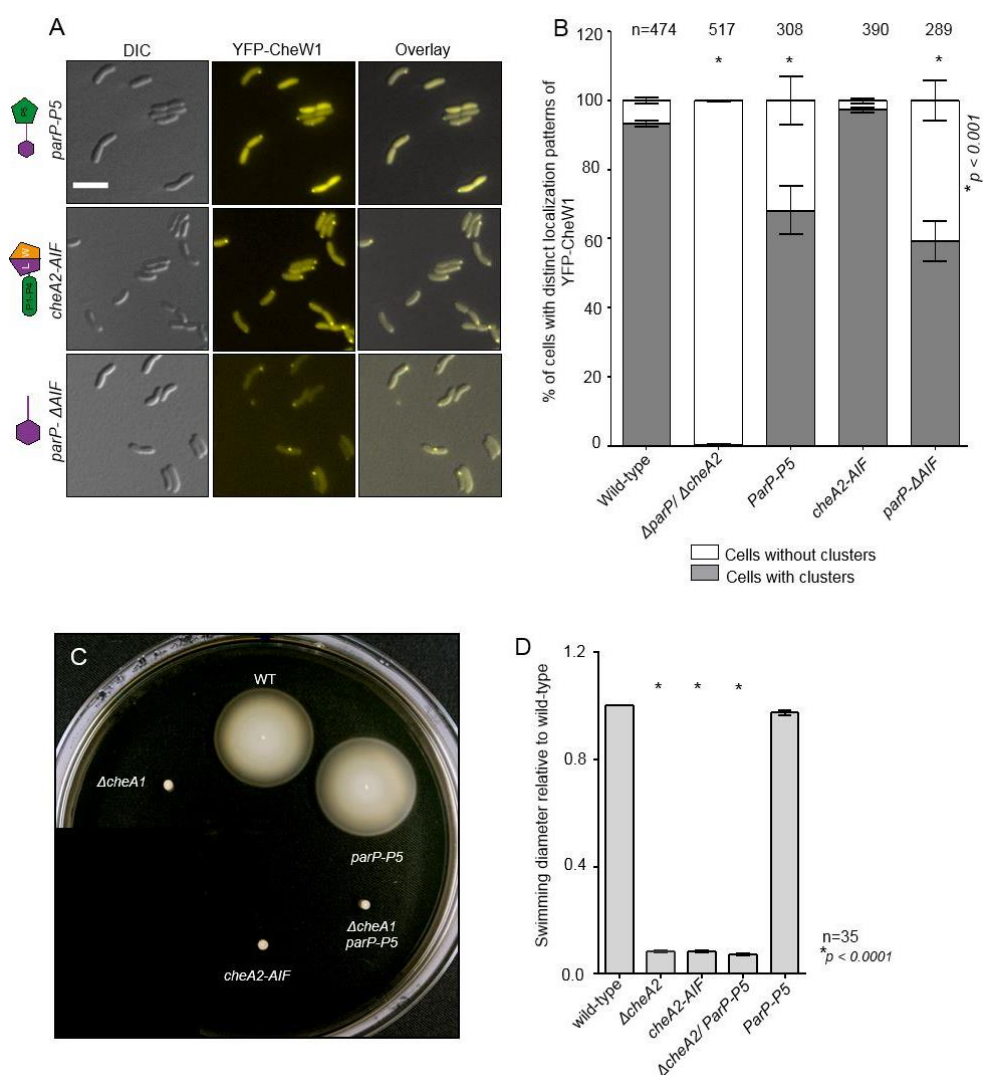 A
DIC
YFP-CheW1
Overlay
P5
parP-P5
W
L
P1-P4
cheA2-AIF
parP- ΔAIF
B
n=474
517
308
390
289
* * *
120
100
80
60
40
20
0
% of cells with distinct localization patterns of
YFP-CheW1
* p < 0.001
Wild-type
ΔparP/ ΔcheA2
ParP-P5
cheA2-AIF
parP-ΔAIF
Cells without clusters
Cells with clusters
C
WT
ΔcheA1
parP-P5
ΔcheA1
parP-P5
cheA2-AIF
D
1.2
0.8
0.4
0.0
Swimming diameter relative to wild-type
* * *
n=35
*p < 0.0001
wild-type
ΔcheA2
cheA2-AIF
ΔcheA2/ ParP-P5
ParP-P5